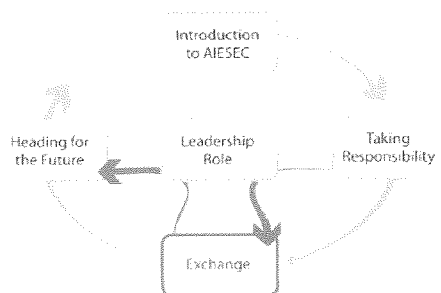 Introduction
to AIESEC
Heading for
the Future
Leadership
Role
Taking
Responsibility
Exchange